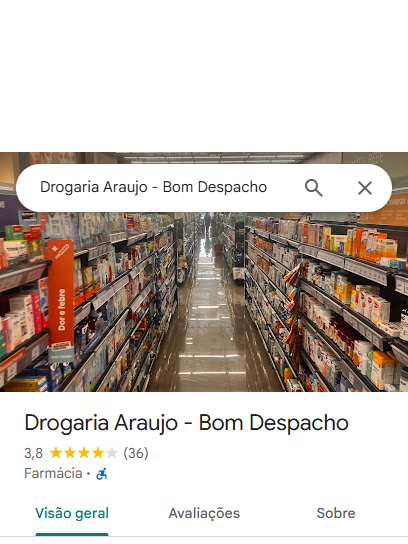 Drogaria Araujo - Bom Despacho
Dor e febre
Drogaria Araujo - Bom Despacho
3,8 (36)
Farmácia ·
Visão geral
Avaliações
Sobre